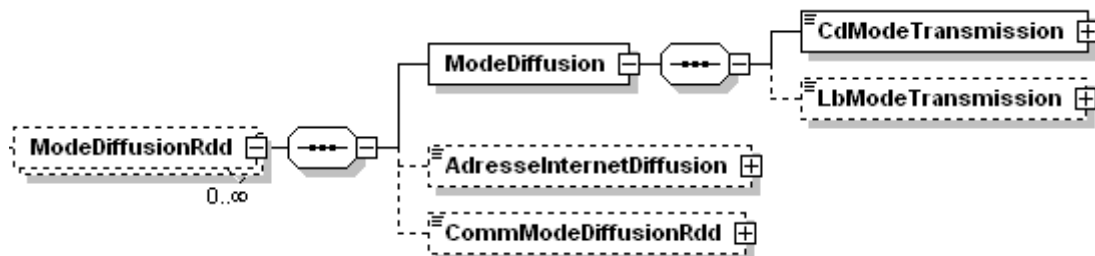 CdModeTransmission
ModeDiffusion
LbModeTransmission
ModeDiffusionRdd
AdresseInternetDiffusion
0..∞
CommModeDiffusionRdd